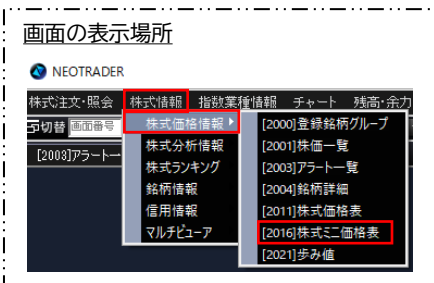 画面の表示場所
NEOTRADER
株式注文・照会 株式情報 指数業種情報 チャート 残高・余力
切替 画面番号 株式価格情報 [2000]登録銘柄グループ
株式分析情報 [2001]株価一覧
[2003]アラート一 株式ランキング [2003]アラート一覧
銘柄情報 [2004]銘柄詳細
信用情報 [2011]株式価格表
マルチビューア [2016]株式ミニ価格表
[2021]歩み値